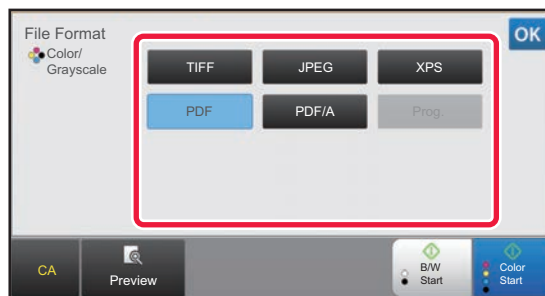 File Format
OK
Color/
Grayscale
TIFF
JPEG
XPS
PDF
PDF/A
Prog.
CA
Preview
B/W
Start
Color
Start